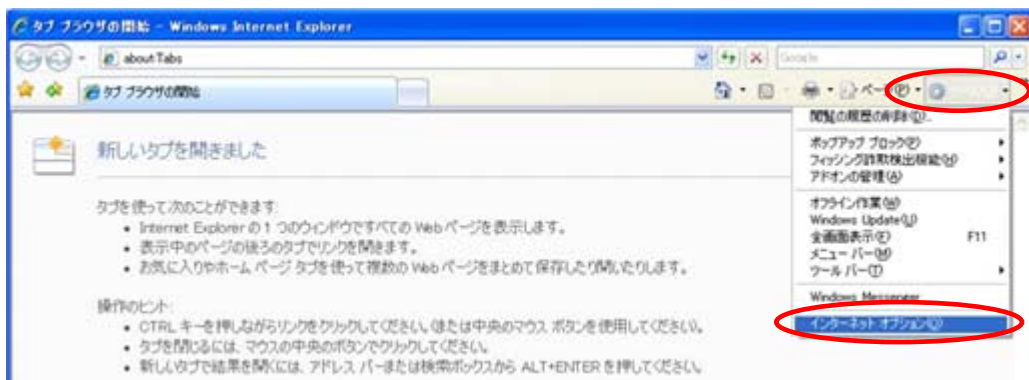 タブ ブラウザの開始 - Windows Internet Explorer
about:Tabs
Google
タブ ブラウザの開始
ページ(P)
閲覧の履歴の削除(D)...
新しいタブを開きました
ポップアップ ブロック(P)
フィッシング詐欺検出機能(H)
アドオンの管理(A)
タブを使って次のことができます:
オフライン作業(W)
• Internet Explorer の 1 つのウィンドウですべての Web ページを表示します。
Windows Update(U)
• 表示中のページの後ろのタブでリンクを開きます。
全画面表示(F) F11
メニュー バー(M)
• お気に入りやホーム ページ タブを使って複数の Web ページをまとめて保存したり開いたりします。
ツール バー(T)
Windows Messenger
操作のヒント:
インターネット オプション(O)
• CTRL キーを押しながらリンクをクリックしてください。(または中央のマウス ボタンを使用してください)。
• タブを閉じるには、マウスの中央のボタンでクリックしてください。
• 新しいタブで結果を開くには、アドレス バーまたは検索ボックスから ALT+ENTER を押してください。